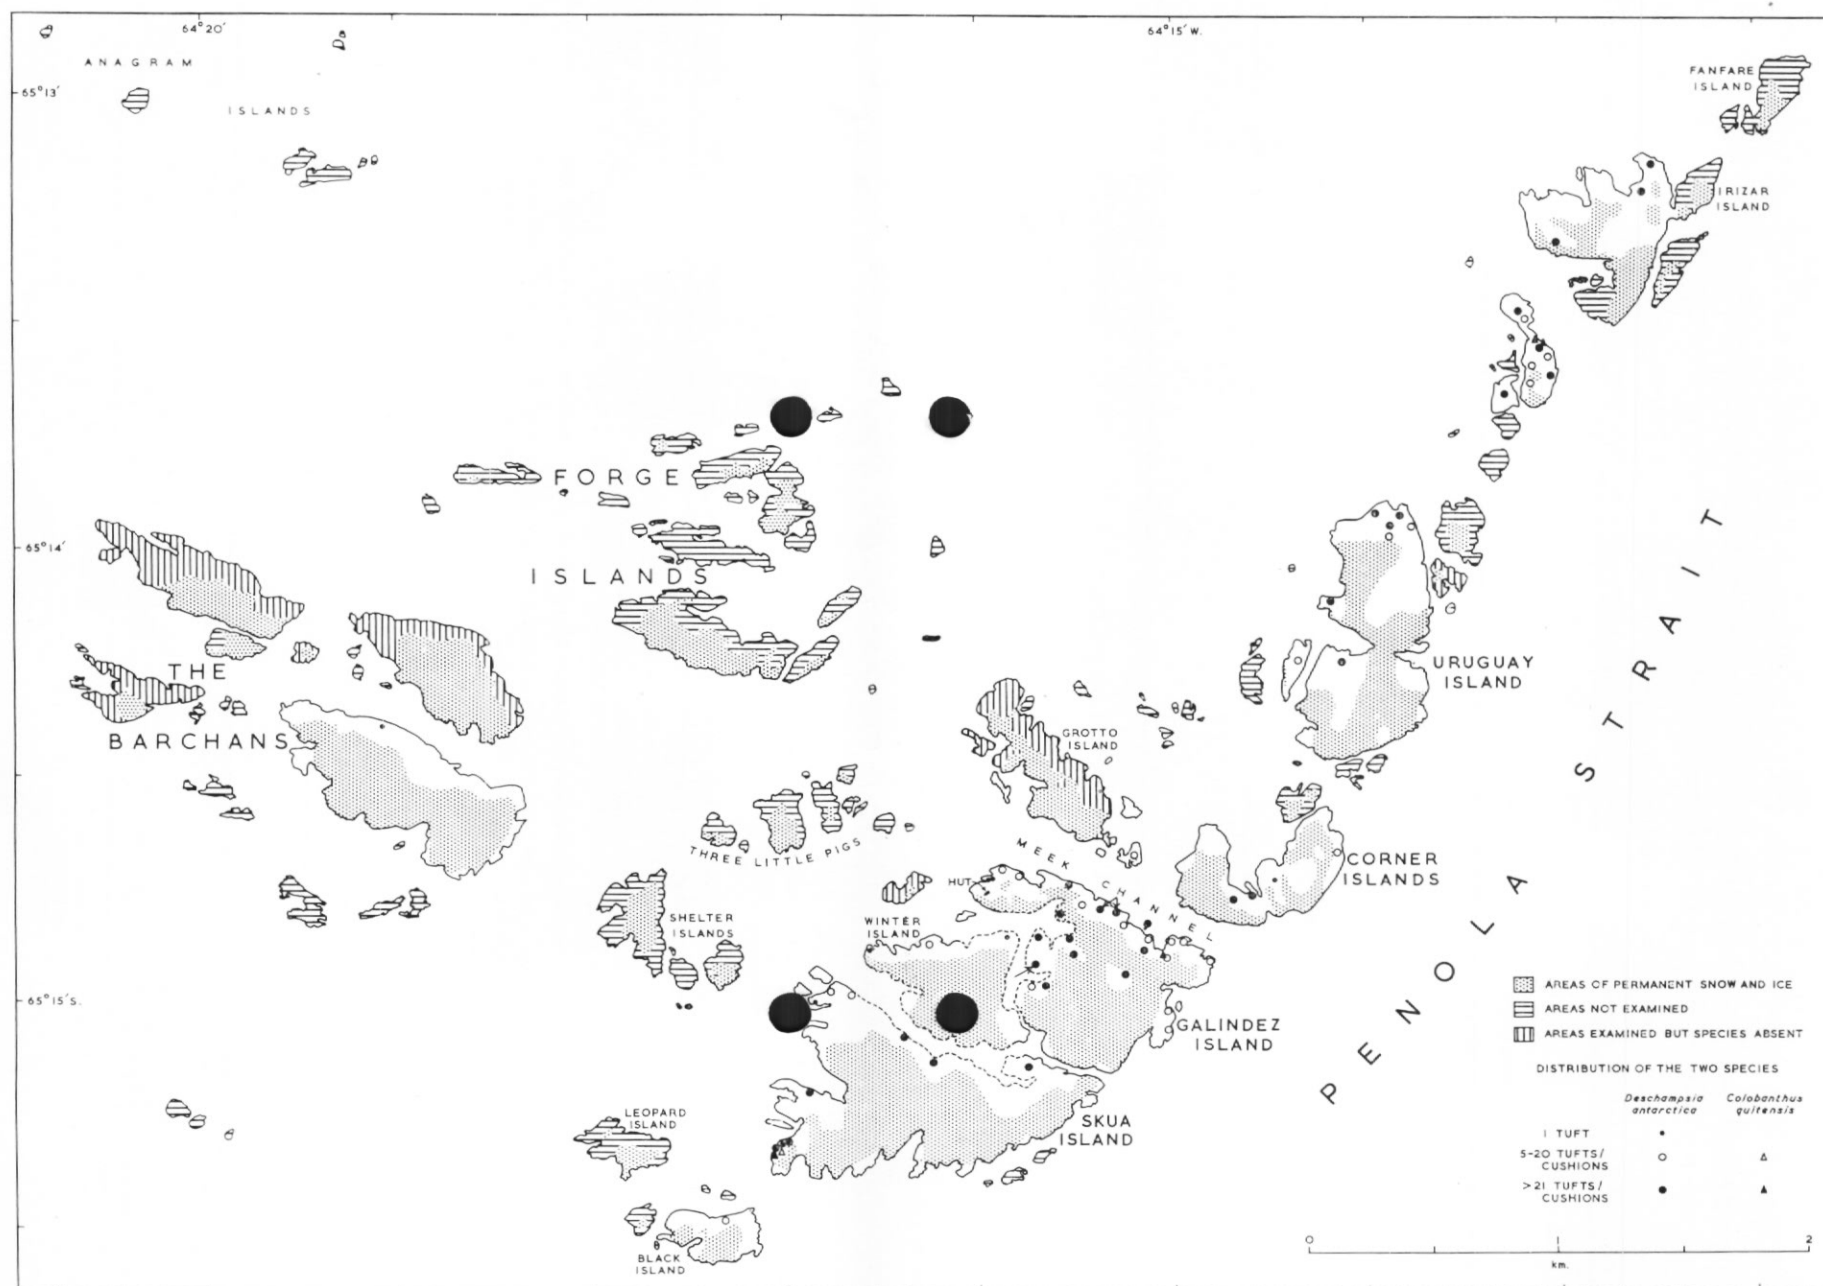 64°20′
64°15′W.
ANAGRAM
ISLANDS
65°13′
FANFARE
ISLAND
IRIZAR
ISLAND
FORGE
ISLANDS
65°14′
THE
BARCHANS
URUGUAY
ISLAND
GROTTO
ISLAND
THREE LITTLE PIGS
MEEK CHANNEL
CORNER
ISLANDS
HUT
SHELTER
ISLANDS
WINTER
ISLAND
PENOLA STRAIT
65°15′S.
GALINDEZ
ISLAND
SKUA
ISLAND
LEOPARD
ISLAND
BLACK
ISLAND
AREAS OF PERMANENT SNOW AND ICE
AREAS NOT EXAMINED
AREAS EXAMINED BUT SPECIES ABSENT
DISTRIBUTION OF THE TWO SPECIES
Deschampsia Colobanthus
antarctica quitensis
1 TUFT
5-20 TUFTS/
CUSHIONS
>21 TUFTS/
CUSHIONS
0 2
km.